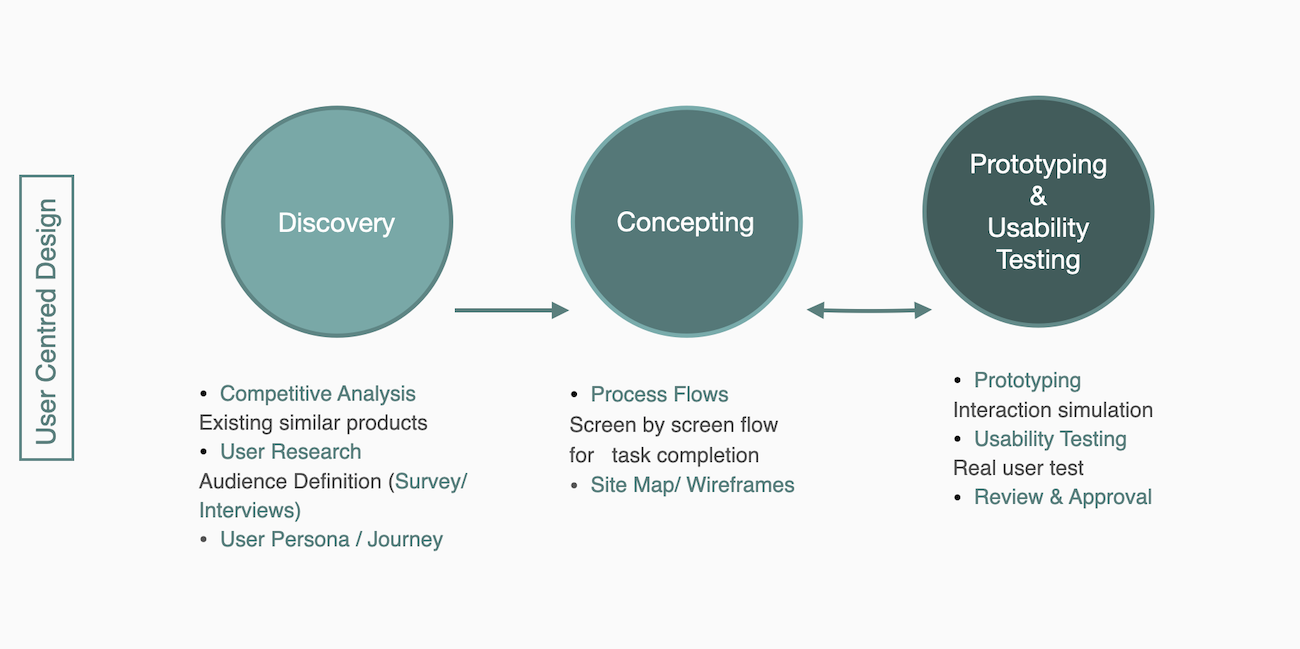 User Centred Design
Discovery
Concepting
Prototyping
&
Usability
Testing
• Competitive Analysis
Existing similar products
• User Research
Audience Definition (Survey/
Interviews)
• User Persona / Journey
• Process Flows
Screen by screen flow
for task completion
• Site Map/ Wireframes
• Prototyping
Interaction simulation
• Usability Testing
Real user test
• Review & Approval